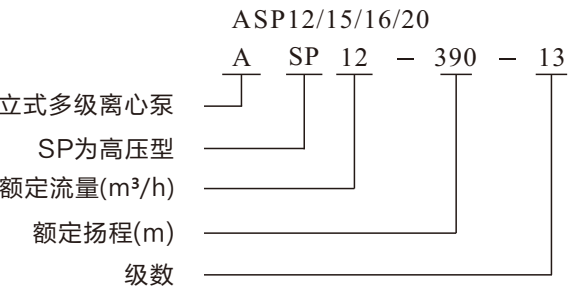 ASP12/15/16/20
A SP 12 － 390 － 13
立式多级离心泵
SP为高压型
额定流量(m³/h)
额定扬程(m)
级数